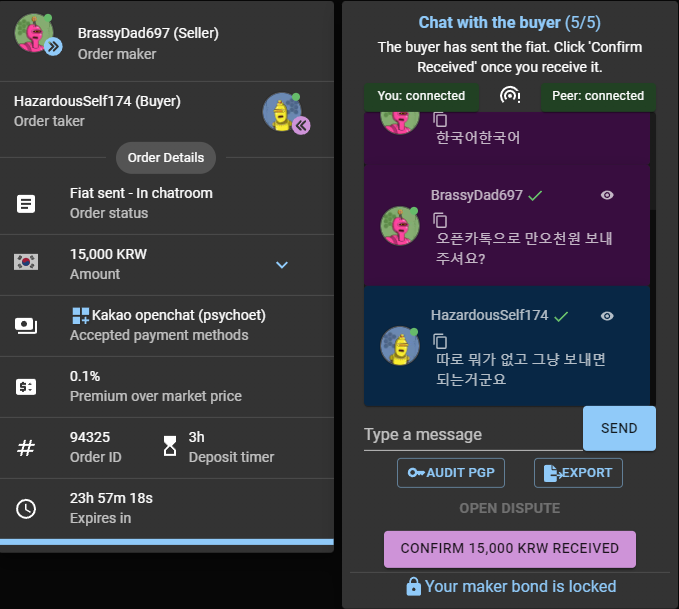 BrassyDad697 (Seller)
Order maker
HazardousSelf174 (Buyer)
Order taker
Order Details
Fiat sent - In chatroom
Order status
15,000 KRW
Amount
Kakao openchat (psychoet)
Accepted payment methods
0.1%
Premium over market price
94325
Order ID
3h
Deposit timer
23h 57m 18s
Expires in
Chat with the buyer (5/5)
The buyer has sent the fiat. Click 'Confirm
Received' once you receive it.
You: connected
Peer: connected
한국어한국어
BrassyDad697
오픈카톡으로 만오천원 보내
주셔요?
HazardousSelf174
따로 뭐가 없고 그냥 보내면
되는거군요
Type a message
SEND
AUDIT PGP
EXPORT
OPEN DISPUTE
CONFIRM 15,000 KRW RECEIVED
Your maker bond is locked